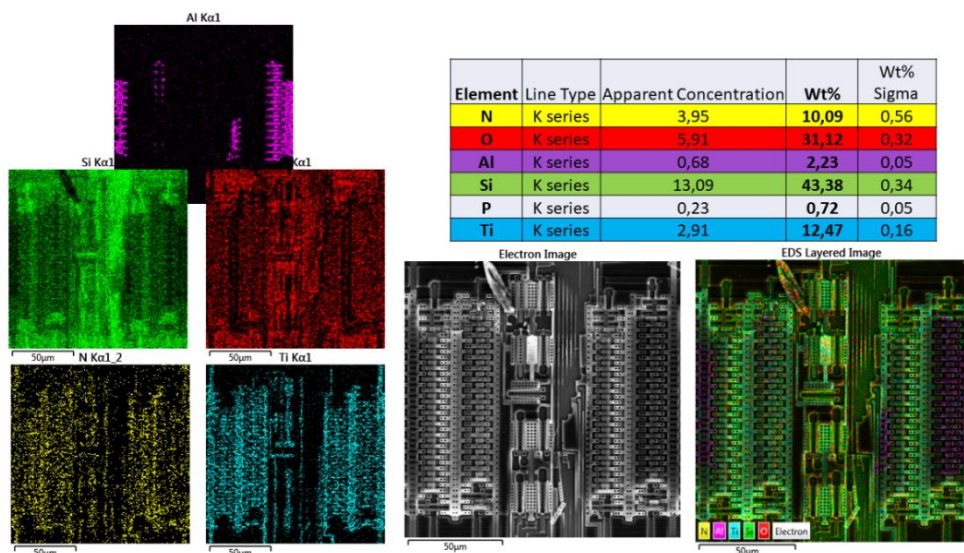 Al Kα1
Si Kα1
Kα1
50µm
50µm
N Kα1_2
Ti Kα1
50µm
50µm
Wt%
Element Line Type Apparent Concentration Wt% Sigma
N K series 3,95 10,09 0,56
O K series 5,91 31,12 0,32
Al K series 0,68 2,23 0,05
Si K series 13,09 43,38 0,34
P K series 0,23 0,72 0,05
Ti K series 2,91 12,47 0,16
Electron Image
50µm
EDS Layered Image
N Al Ti Si O Electron
50µm